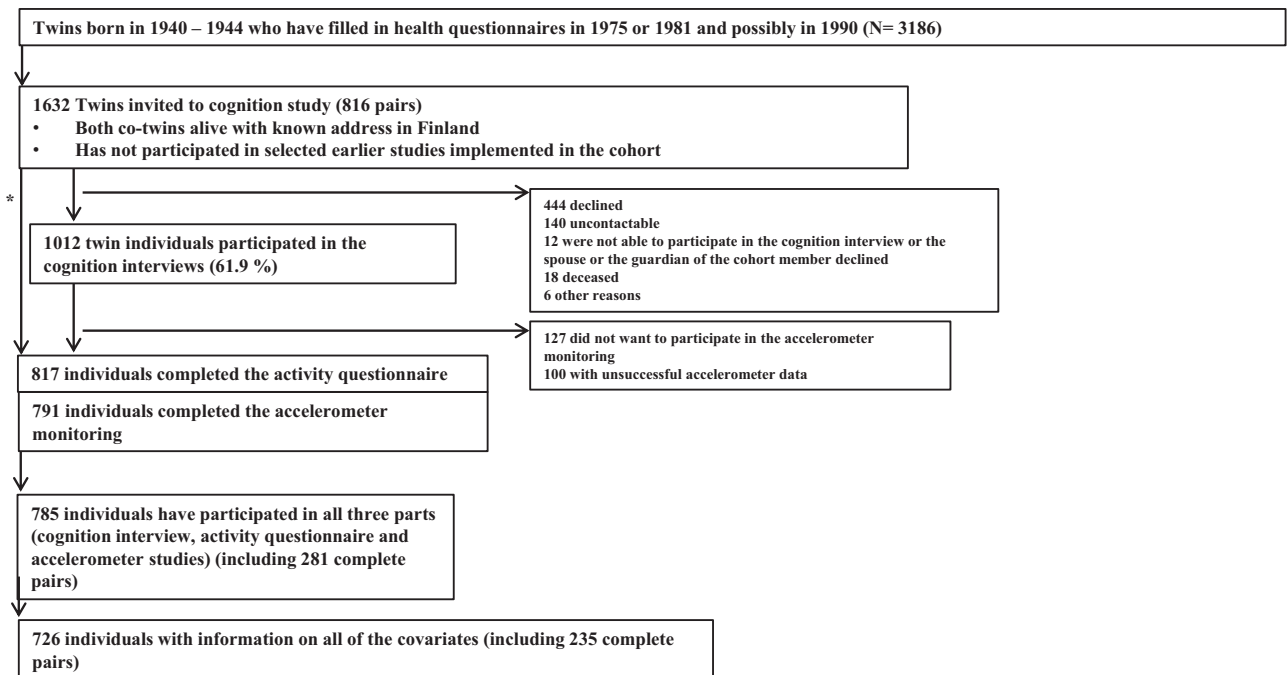 Twins born in 1940 – 1944 who have filled in health questionnaires in 1975 or 1981 and possibly in 1990 (N= 3186)
1632 Twins invited to cognition study (816 pairs)
• Both co-twins alive with known address in Finland
• Has not participated in selected earlier studies implemented in the cohort
*
444 declined
140 uncontactable
12 were not able to participate in the cognition interview or the
spouse or the guardian of the cohort member declined
18 deceased
6 other reasons
1012 twin individuals participated in the
cognition interviews (61.9 %)
127 did not want to participate in the accelerometer
monitoring
100 with unsuccessful accelerometer data
817 individuals completed the activity questionnaire
791 individuals completed the accelerometer
monitoring
785 individuals have participated in all three parts
(cognition interview, activity questionnaire and
accelerometer studies) (including 281 complete
pairs)
726 individuals with information on all of the covariates (including 235 complete
pairs)